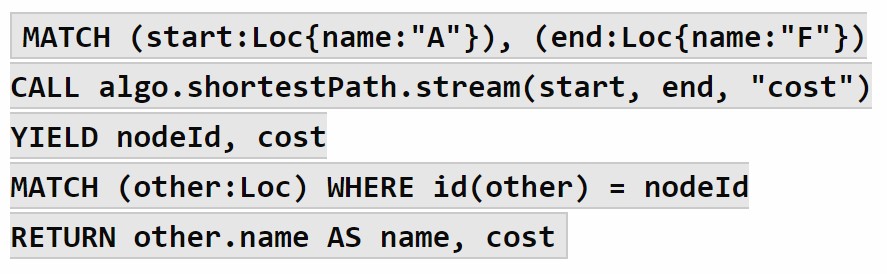 MATCH (start:Loc{name:"A"}), (end:Loc{name:"F"})
CALL algo.shortestPath.stream(start, end, "cost")
YIELD nodeId, cost
MATCH (other:Loc) WHERE id(other) = nodeId
RETURN other.name AS name, cost